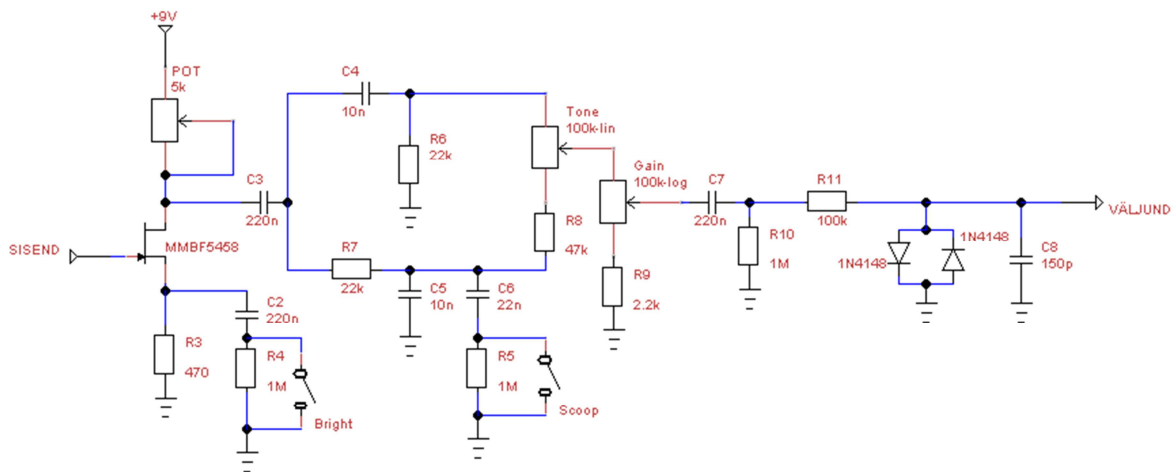 +9V
POT
5k
C4
10n
R6
22k
Tone
100k-lin
Gain
100k-log
C3
220n
C7
220n
R11
100k
VÄLJUND
MMBF5458
SISEND
R7
22k
R8
47k
R10
1M
1N4148
1N4148
C8
150p
C2
220n
C5
10n
C6
22n
R9
2.2k
R3
470
R4
1M
Bright
R5
1M
Scoop